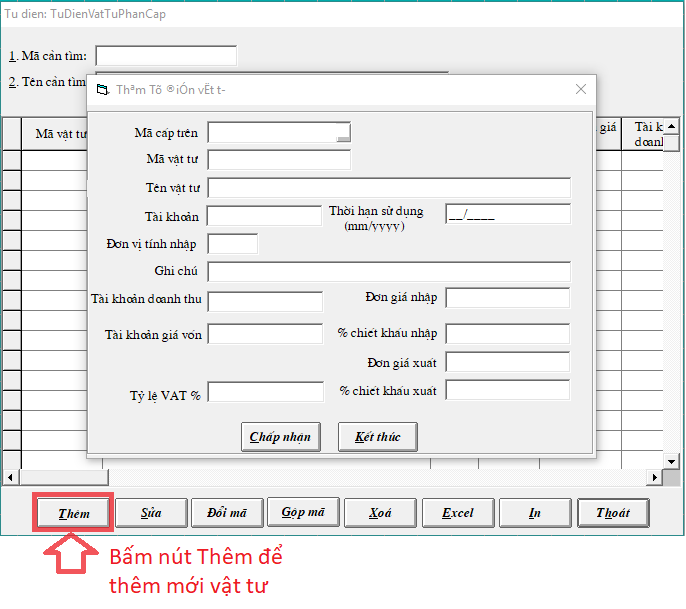 Tu dien: TuDienVatTuPhanCap
1. Mã cần tìm:
2. Tên cần tìm
Thªm Tõ ®iÓn vËt t-
Mã vật tư
giá
Tài k
doanh
Mã cấp trên
Mã vật tư
Tên vật tư
Tài khoản
Thời hạn sử dụng
(mm/yyyy)
__/____
Đơn vị tính nhập
Ghi chú
Tài khoản doanh thu
Đơn giá nhập
Tài khoản giá vốn
% chiết khấu nhập
Đơn giá xuất
Tỷ lệ VAT %
% chiết khấu xuất
Chấp nhận
Kết thúc
Thêm
Sửa
Đổi mã
Gộp mã
Xoá
Excel
In
Thoát
Bấm nút Thêm để
thêm mới vật tư